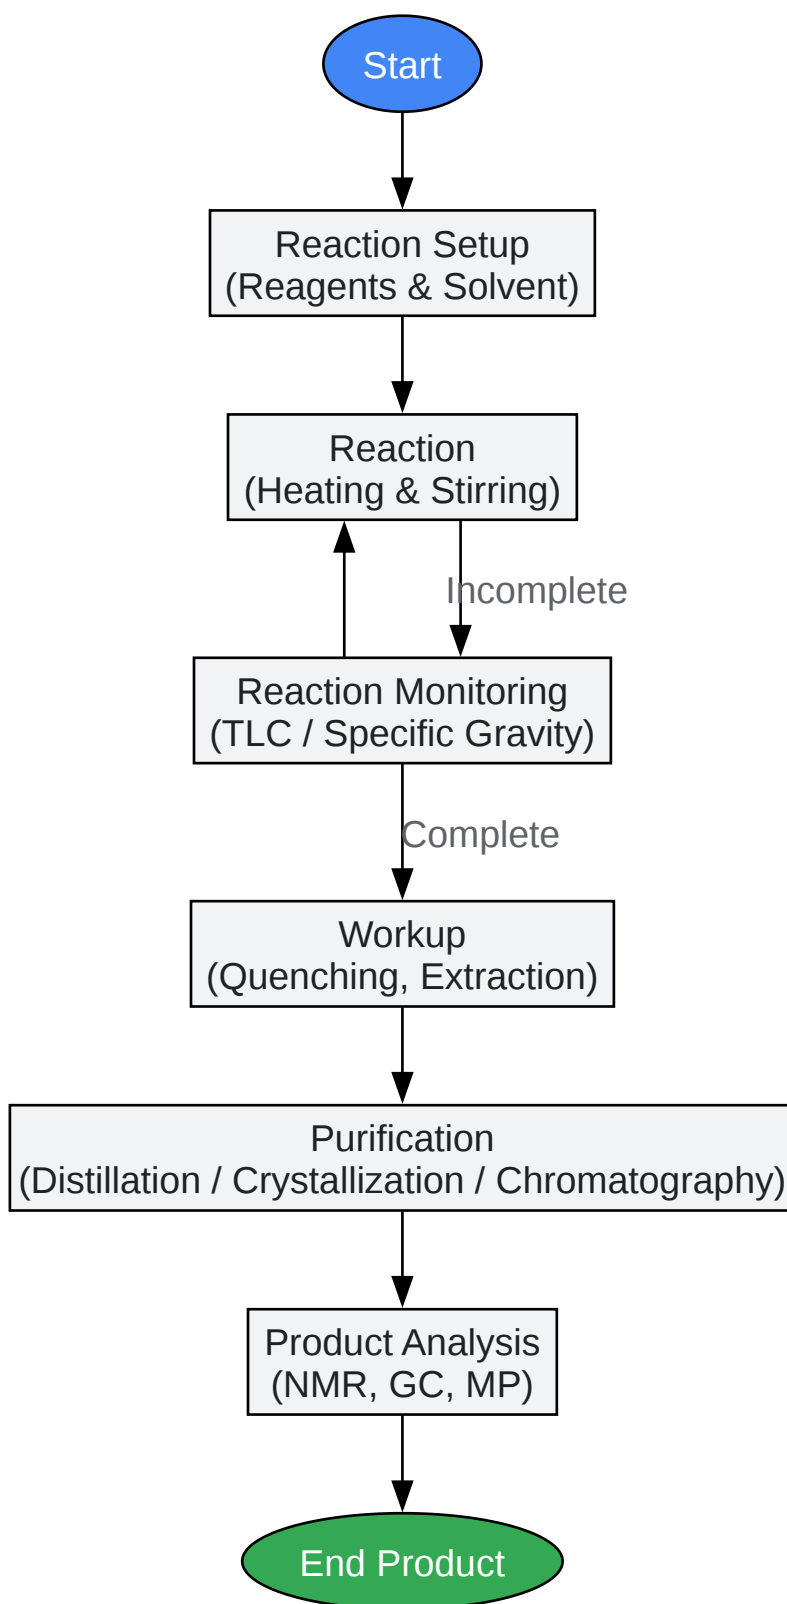 Start
Reaction Setup
(Reagents & Solvent)
Reaction
(Heating & Stirring)
Incomplete
Reaction Monitoring
(TLC / Specific Gravity)
Complete
Workup
(Quenching, Extraction)
Purification
(Distillation / Crystallization / Chromatography)
Product Analysis
(NMR, GC, MP)
End Product